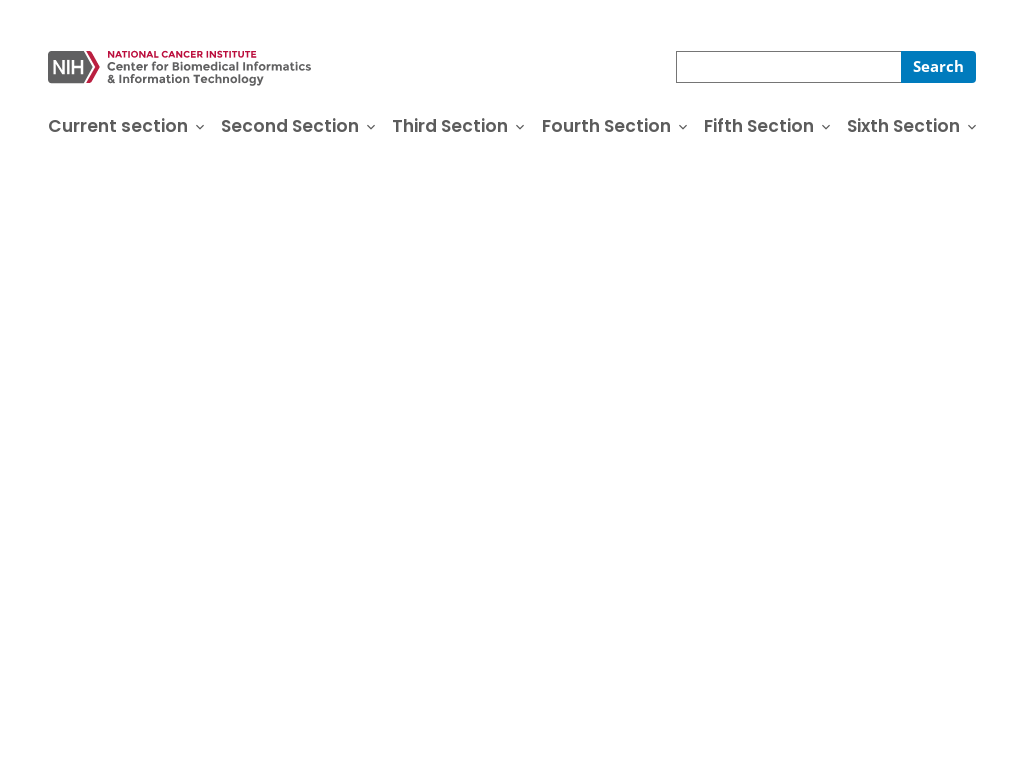 NIH
NATIONAL CANCER INSTITUTE
Center for Biomedical Informatics
& Information Technology
Search
Current section Second Section Third Section Fourth Section Fifth Section Sixth Section